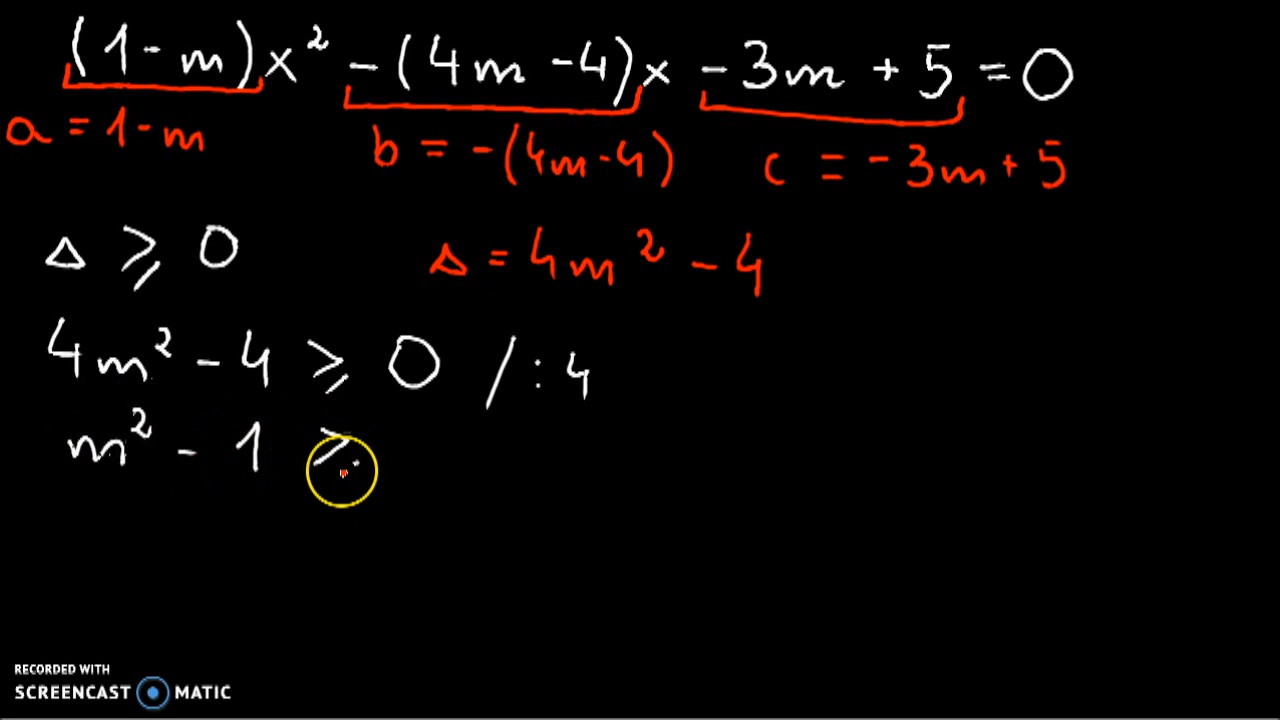 (1-m)x² -(4m-4)x -3m+5=0
a=1-m b=-(4m-4) c=-3m+5
Δ ⩾ 0 Δ=4m²-4
4m²-4 ⩾ 0 /:4
m²-1 ⩾
RECORDED WITH
SCREENCAST MATIC